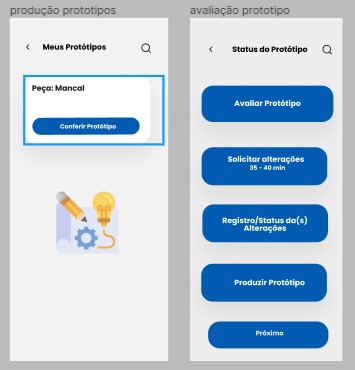 produção prototipos
Meus Protótipos
Peça: Mancal
Conferir Protótipo
avaliação prototipo
Status do Protótipo
Avaliar Protótipo
Solicitar alterações
35 - 40 min
Registro/Status da(s)
Alterações
Produzir Protótipo
Próximo